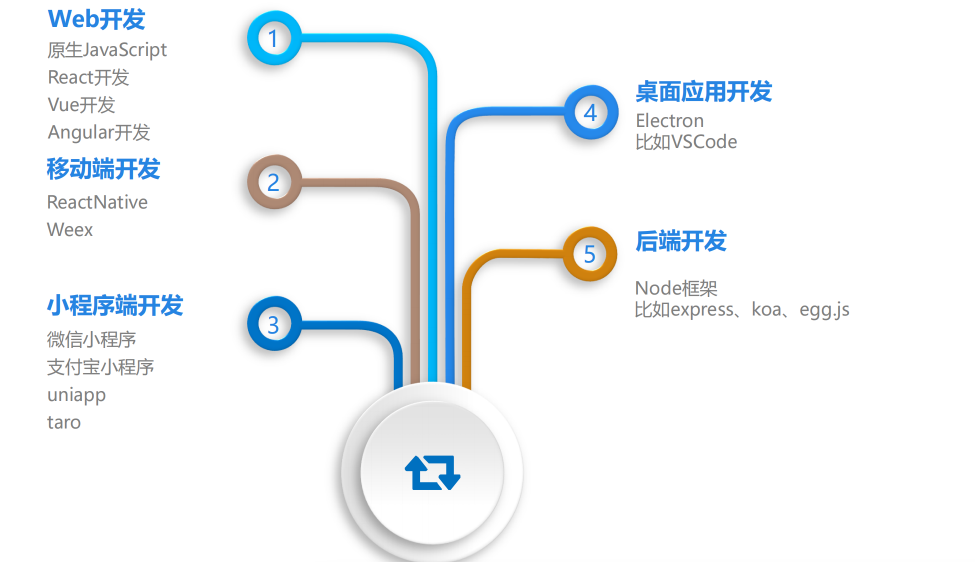 Web开发
原生JavaScript
React开发
Vue开发
Angular开发
1
移动端开发
ReactNative
Weex
2
小程序端开发
微信小程序
支付宝小程序
uniapp
taro
3
4
桌面应用开发
Electron
比如VSCode
5
后端开发
Node框架
比如express、koa、egg.js